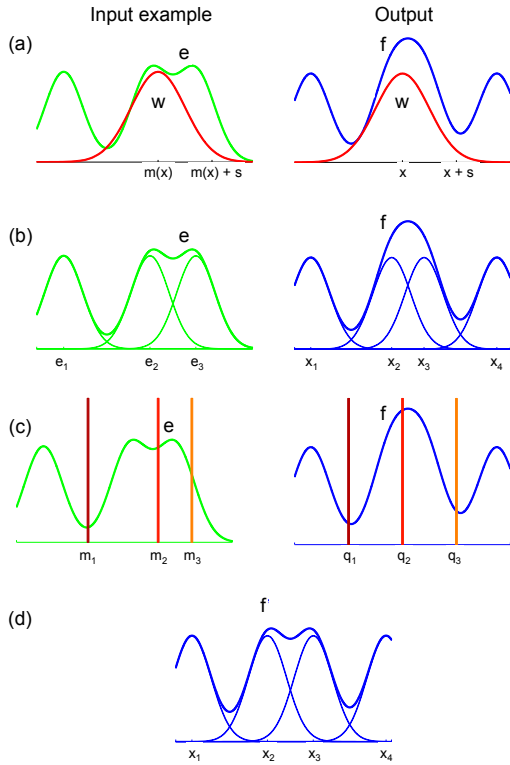 Input example Output
(a) e f
w w
m(x) m(x) + s x x + s
(b) e f
e₁ e₂ e₃ x₁ x₂ x₃ x₄
(c) e f
m₁ m₂ m₃ q₁ q₂ q₃
(d) f'
x₁ x₂ x₃ x₄